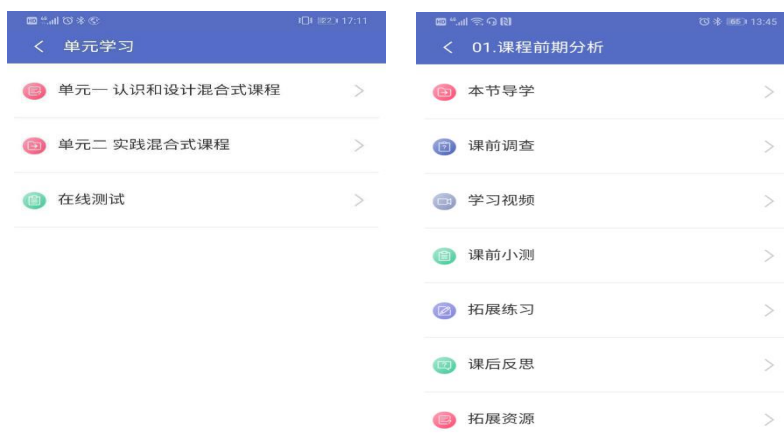 17:11
单元学习
单元一 认识和设计混合式课程
单元二 实践混合式课程
在线测试
13:45
01.课程前期分析
本节导学
课前调查
学习视频
课前小测
拓展练习
课后反思
拓展资源